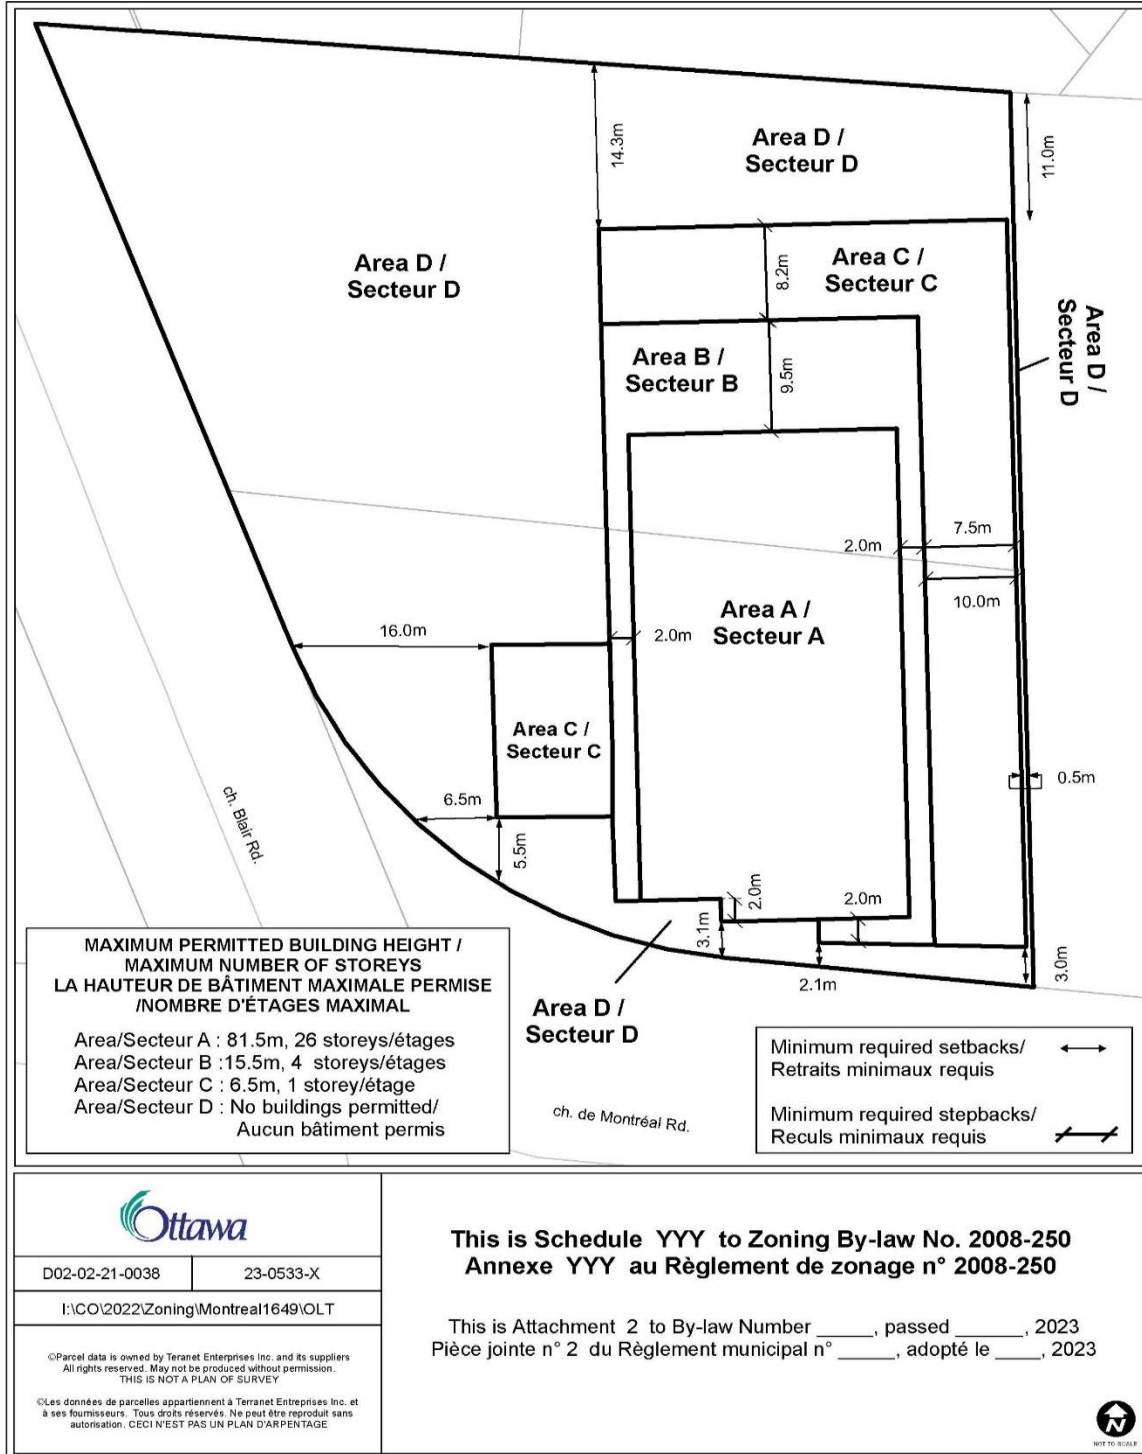 14.3m
Area D /
Secteur D
11.0m
Area D /
Secteur D
8.2m
Area C /
Secteur C
Area D /
Secteur D
Area B /
Secteur B
9.5m
2.0m
7.5m
10.0m
Area A /
Secteur A
16.0m
2.0m
Area C /
Secteur C
0.5m
ch. Blair Rd.
6.5m
5.5m
2.0m
2.0m
3.1m
2.1m
3.0m
Area D /
Secteur D
ch. de Montréal Rd.
MAXIMUM PERMITTED BUILDING HEIGHT /
MAXIMUM NUMBER OF STOREYS
LA HAUTEUR DE BÂTIMENT MAXIMALE PERMISE
/NOMBRE D'ÉTAGES MAXIMAL
Area/Secteur A : 81.5m, 26 storeys/étages
Area/Secteur B :15.5m, 4 storeys/étages
Area/Secteur C : 6.5m, 1 storey/étage
Area/Secteur D : No buildings permitted/
Aucun bâtiment permis
Minimum required setbacks/
Retraits minimaux requis
Minimum required stepbacks/
Reculs minimaux requis
Ottawa
D02-02-21-0038
23-0533-X
I:\CO\2022\Zoning\Montreal1649\OLT
©Parcel data is owned by Teranet Enterprises Inc. and its suppliers
All rights reserved. May not be produced without permission.
THIS IS NOT A PLAN OF SURVEY
©Les données de parcelles appartiennent à Terranet Entreprises Inc. et
à ses fournisseurs. Tous droits réservés. Ne peut être reproduit sans
autorisation. CECI N'EST PAS UN PLAN D'ARPENTAGE
This is Schedule YYY to Zoning By-law No. 2008-250
Annexe YYY au Règlement de zonage n° 2008-250
This is Attachment 2 to By-law Number _____, passed ______, 2023
Pièce jointe n° 2 du Règlement municipal n° _____, adopté le ____, 2023
NOT TO SCALE